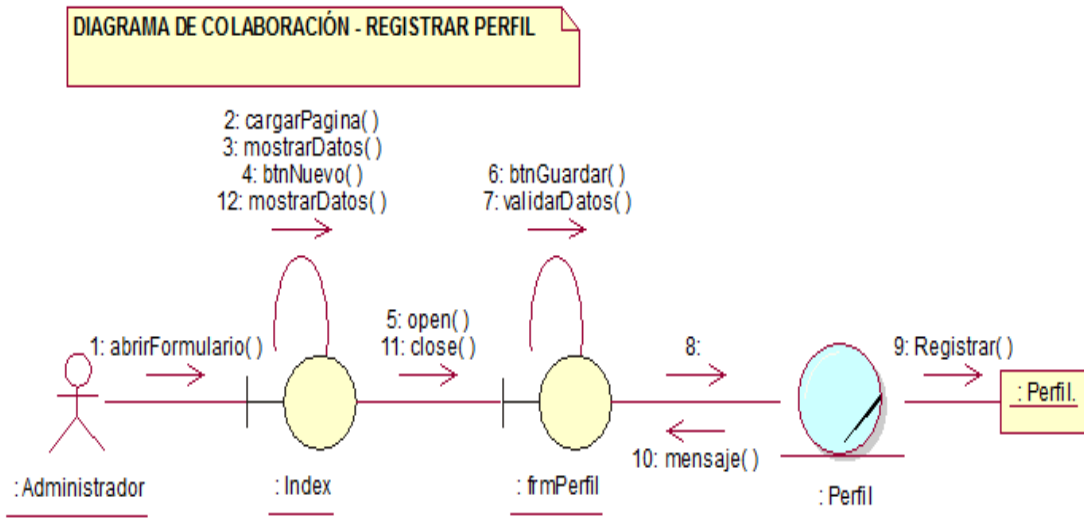 DIAGRAMA DE COLABORACIÓN - REGISTRAR PERFIL
2: cargarPagina( )
3: mostrarDatos( )
4: btnNuevo( )
12: mostrarDatos( )
6: btnGuardar( )
7: validarDatos( )
1: abrirFormulario( )
5: open( )
11: close( )
8:
9: Registrar( )
: Perfil.
10: mensaje( )
: Administrador
: Index
: frmPerfil
: Perfil